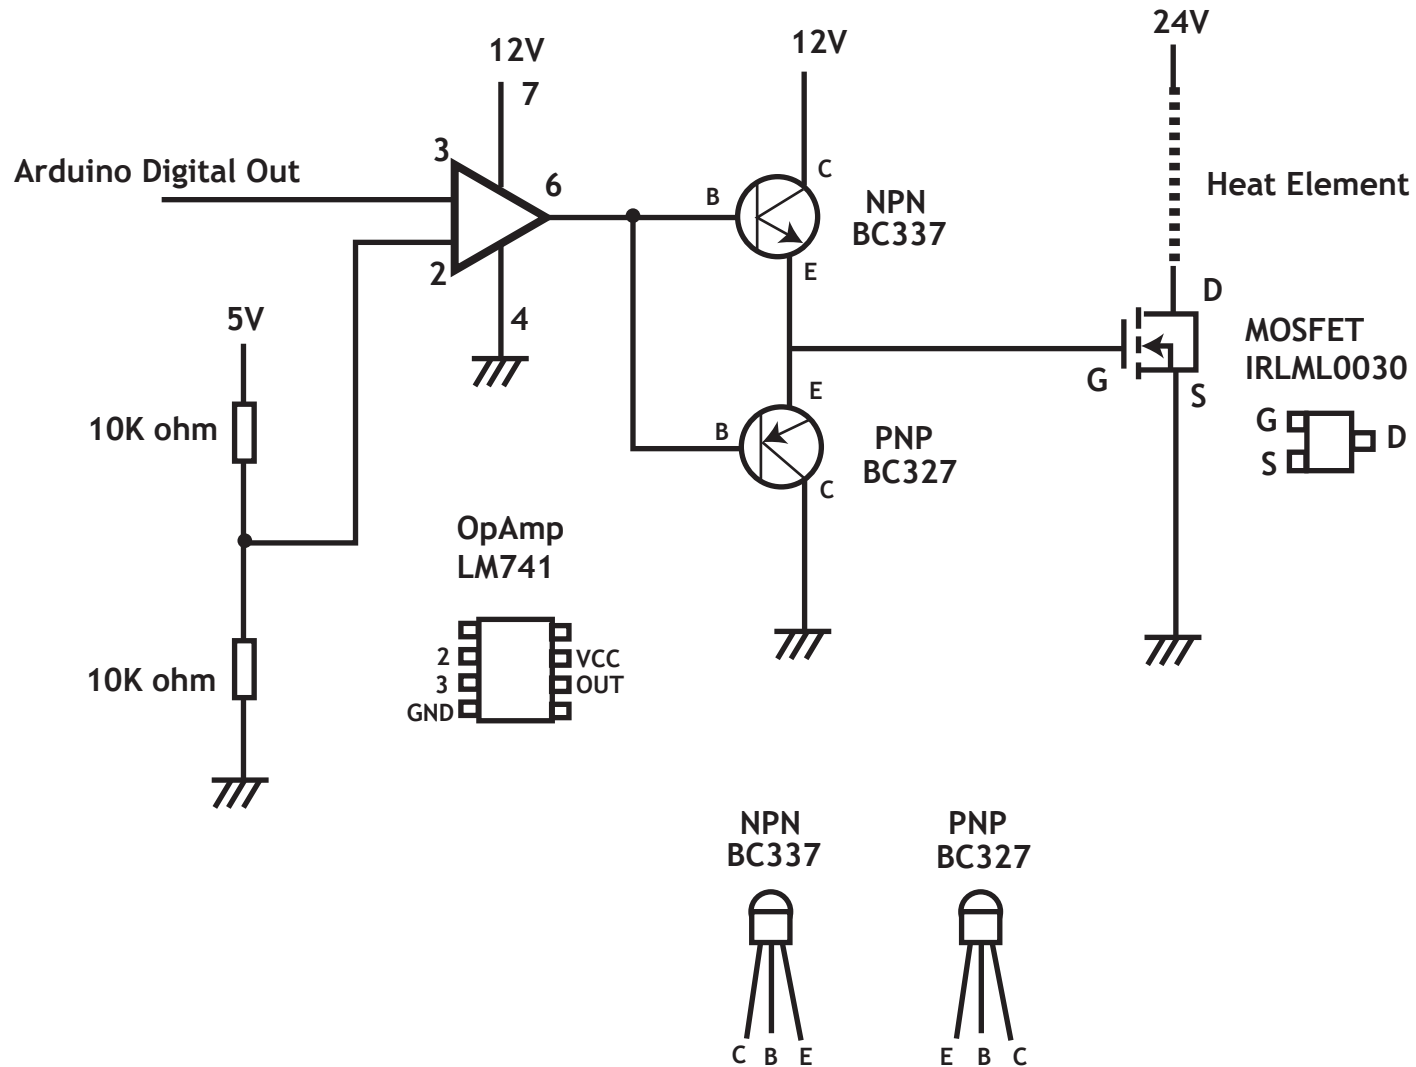 24V
12V
12V
7
3
Arduino Digital Out
6
C
B
NPN
BC337
Heat Element
2
E
D
4
5V
MOSFET
IRLML0030
G
S
E
G
D
S
10K ohm
B
PNP
BC327
C
OpAmp
LM741
2
VCC
3
OUT
GND
10K ohm
NPN
BC337
PNP
BC327
C B E
E B C